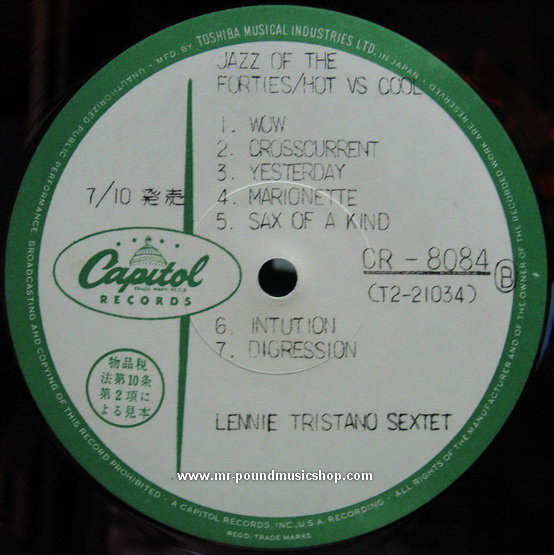 MFD BY TOSHIBA MUSICAL INDUSTRIES LTD. IN JAPAN · ALL RIGHTS OF THE MANUFACTURER AND OF THE OWNER OF THE RECORDED WORK ARE RESERVED
UNAUTHORIZED PUBLIC PERFORMANCE, BROADCASTING AND COPYING OF THIS RECORD PROHIBITED · A CAPITOL RECORDS, INC., U.S.A. RECORDING ·
REGD. TRADE MARKS
JAZZ OF THE
FORTIES/HOT VS COOL
1. WOW
2. CROSSCURRENT
3. YESTERDAY
7/10 発売
4. MARIONETTE
5. SAX OF A KIND
Capitol
TRADE MARK REG.
RECORDS
CR - 8084 B
(T2-21034)
6. INTUTION
7. DIGRESSION
物品税
法第10条
第2項に
よる見本
LENNIE TRISTANO SEXTET
www.mr-poundmusicshop.com